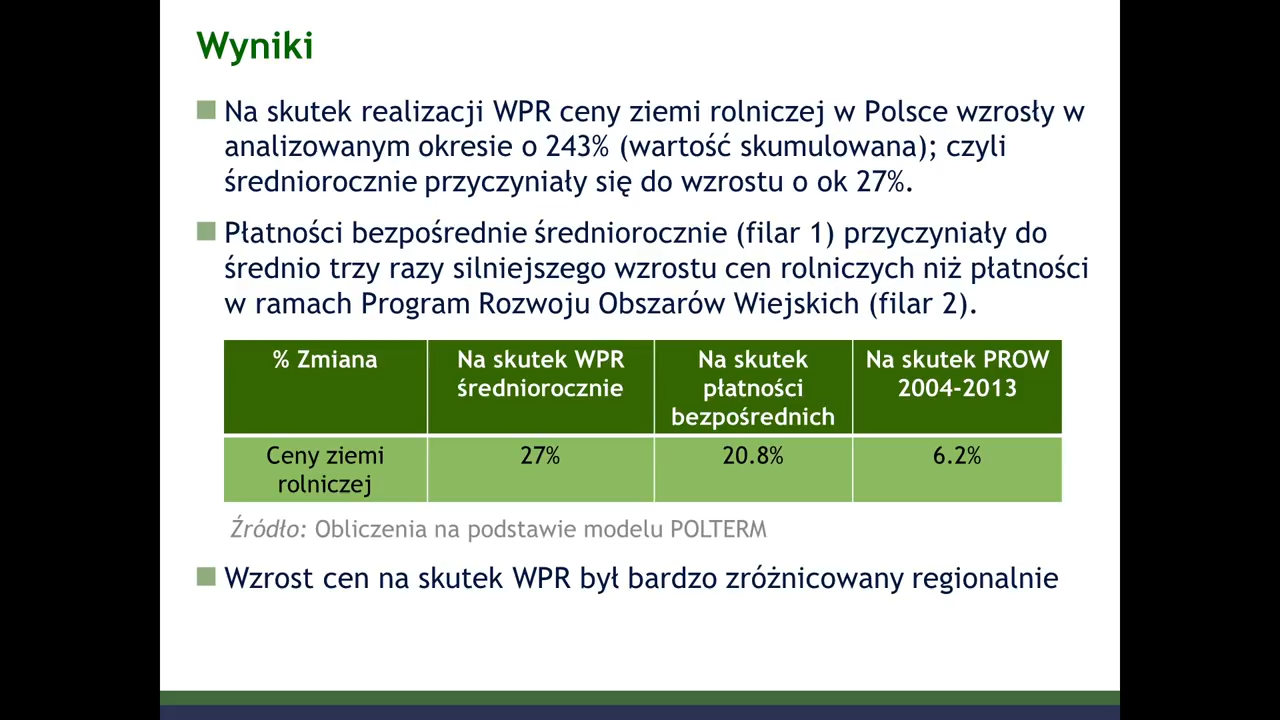 Wyniki
Na skutek realizacji WPR ceny ziemi rolniczej w Polsce wzrosły w
analizowanym okresie o 243% (wartość skumulowana); czyli
średniorocznie przyczyniały się do wzrostu o ok 27%.
Płatności bezpośrednie średniorocznie (filar 1) przyczyniały do
średnio trzy razy silniejszego wzrostu cen rolniczych niż płatności
w ramach Program Rozwoju Obszarów Wiejskich (filar 2).
% Zmiana
Na skutek WPR
średniorocznie
Na skutek
płatności
bezpośrednich
Na skutek PROW
2004-2013
Ceny ziemi
rolniczej
27%
20.8%
6.2%
Źródło: Obliczenia na podstawie modelu POLTERM
Wzrost cen na skutek WPR był bardzo zróżnicowany regionalnie